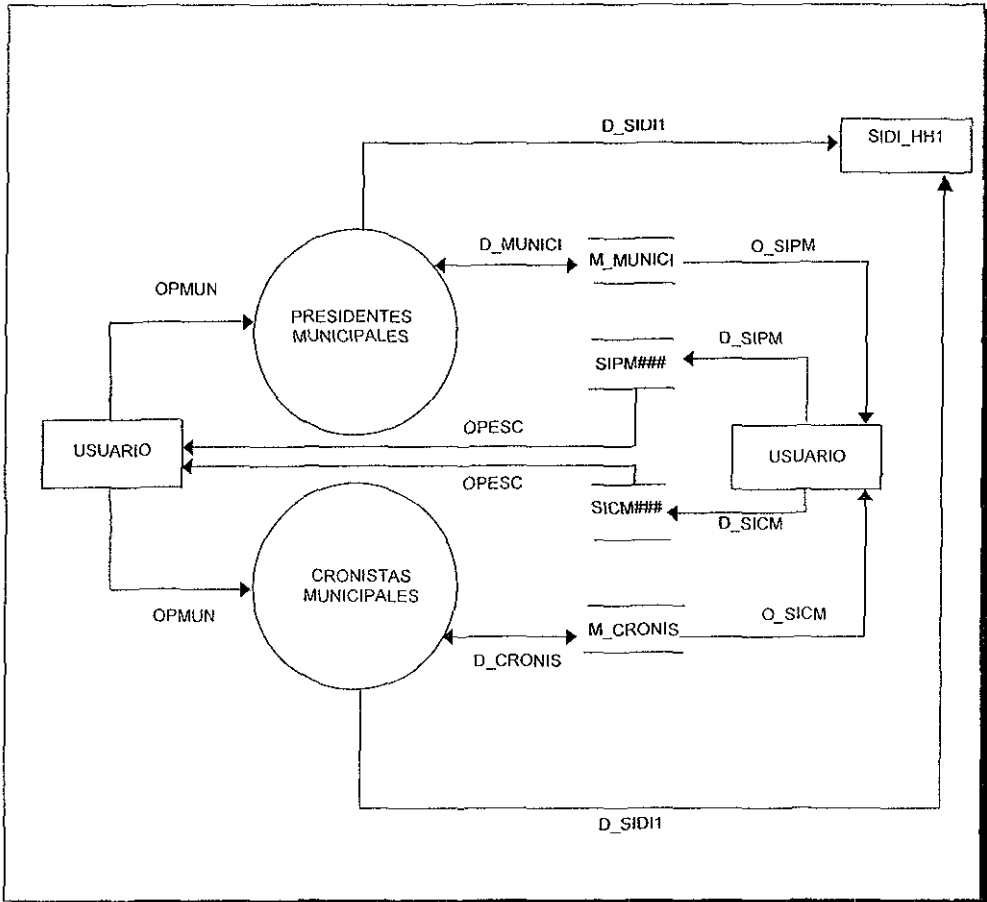 D_SIDI1
SIDI_HH1
D_MUNICI
M_MUNICI
O_SIPM
OPMUN
PRESIDENTES
MUNICIPALES
SIPM###
D_SIPM
OPESC
USUARIO
USUARIO
OPESC
SICM###
D_SICM
CRONISTAS
MUNICIPALES
OPMUN
M_CRONIS
O_SICM
D_CRONIS
D_SIDI1